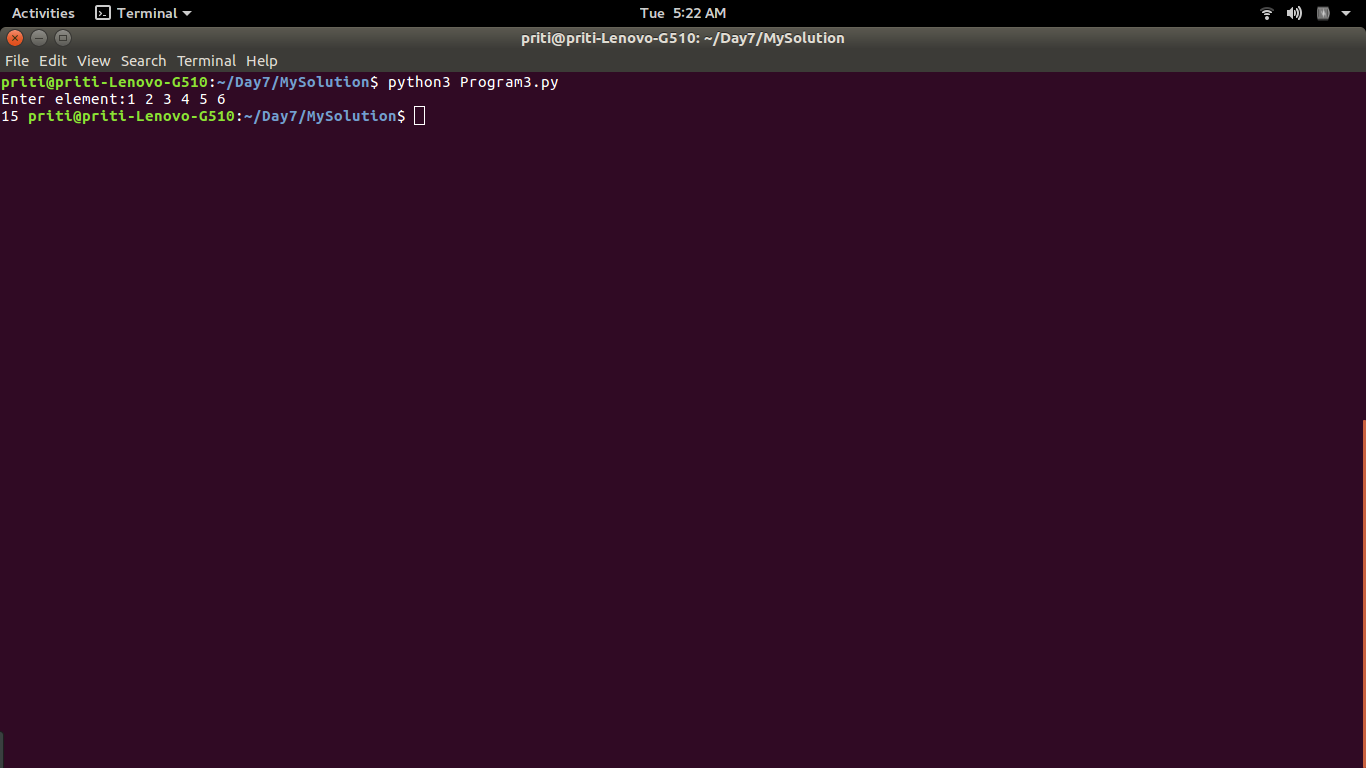 Activities Terminal Tue 5:22 AM
priti@priti-Lenovo-G510: ~/Day7/MySolution
File Edit View Search Terminal Help
priti@priti-Lenovo-G510:~/Day7/MySolution$ python3 Program3.py
Enter element:1 2 3 4 5 6
15 priti@priti-Lenovo-G510:~/Day7/MySolution$